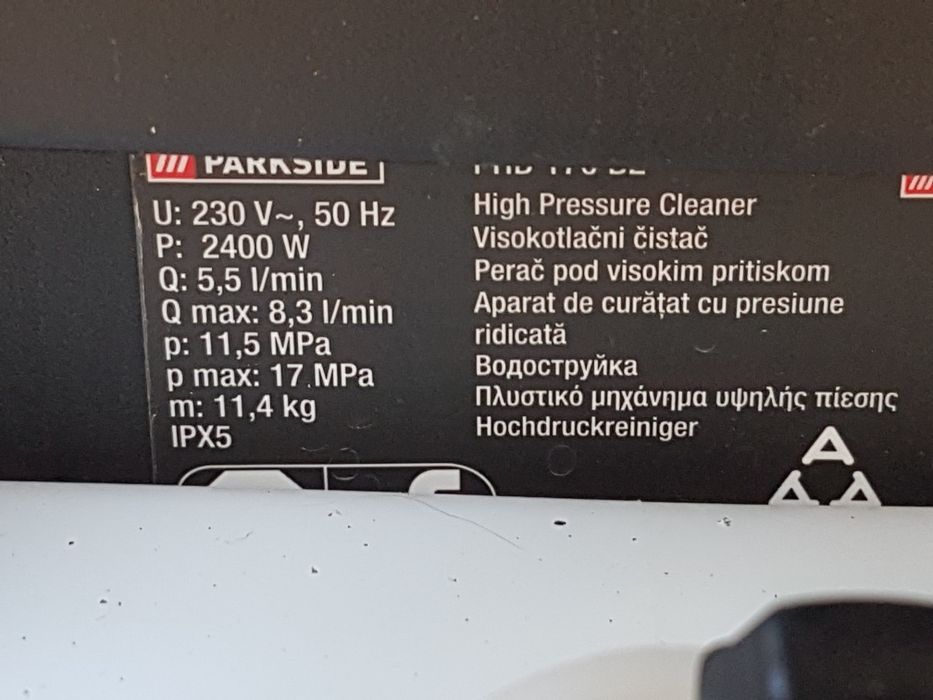 PARKSIDE
U: 230 V~, 50 Hz
P: 2400 W
Q: 5,5 l/min
Q max: 8,3 l/min
p: 11,5 MPa
p max: 17 MPa
m: 11,4 kg
IPX5
High Pressure Cleaner
Visokotlačni čistač
Perač pod visokim pritiskom
Aparat de curățat cu presiune
ridicată
Водоструйка
Πλυστικό μηχάνημα υψηλής πίεσης
Hochdruckreiniger